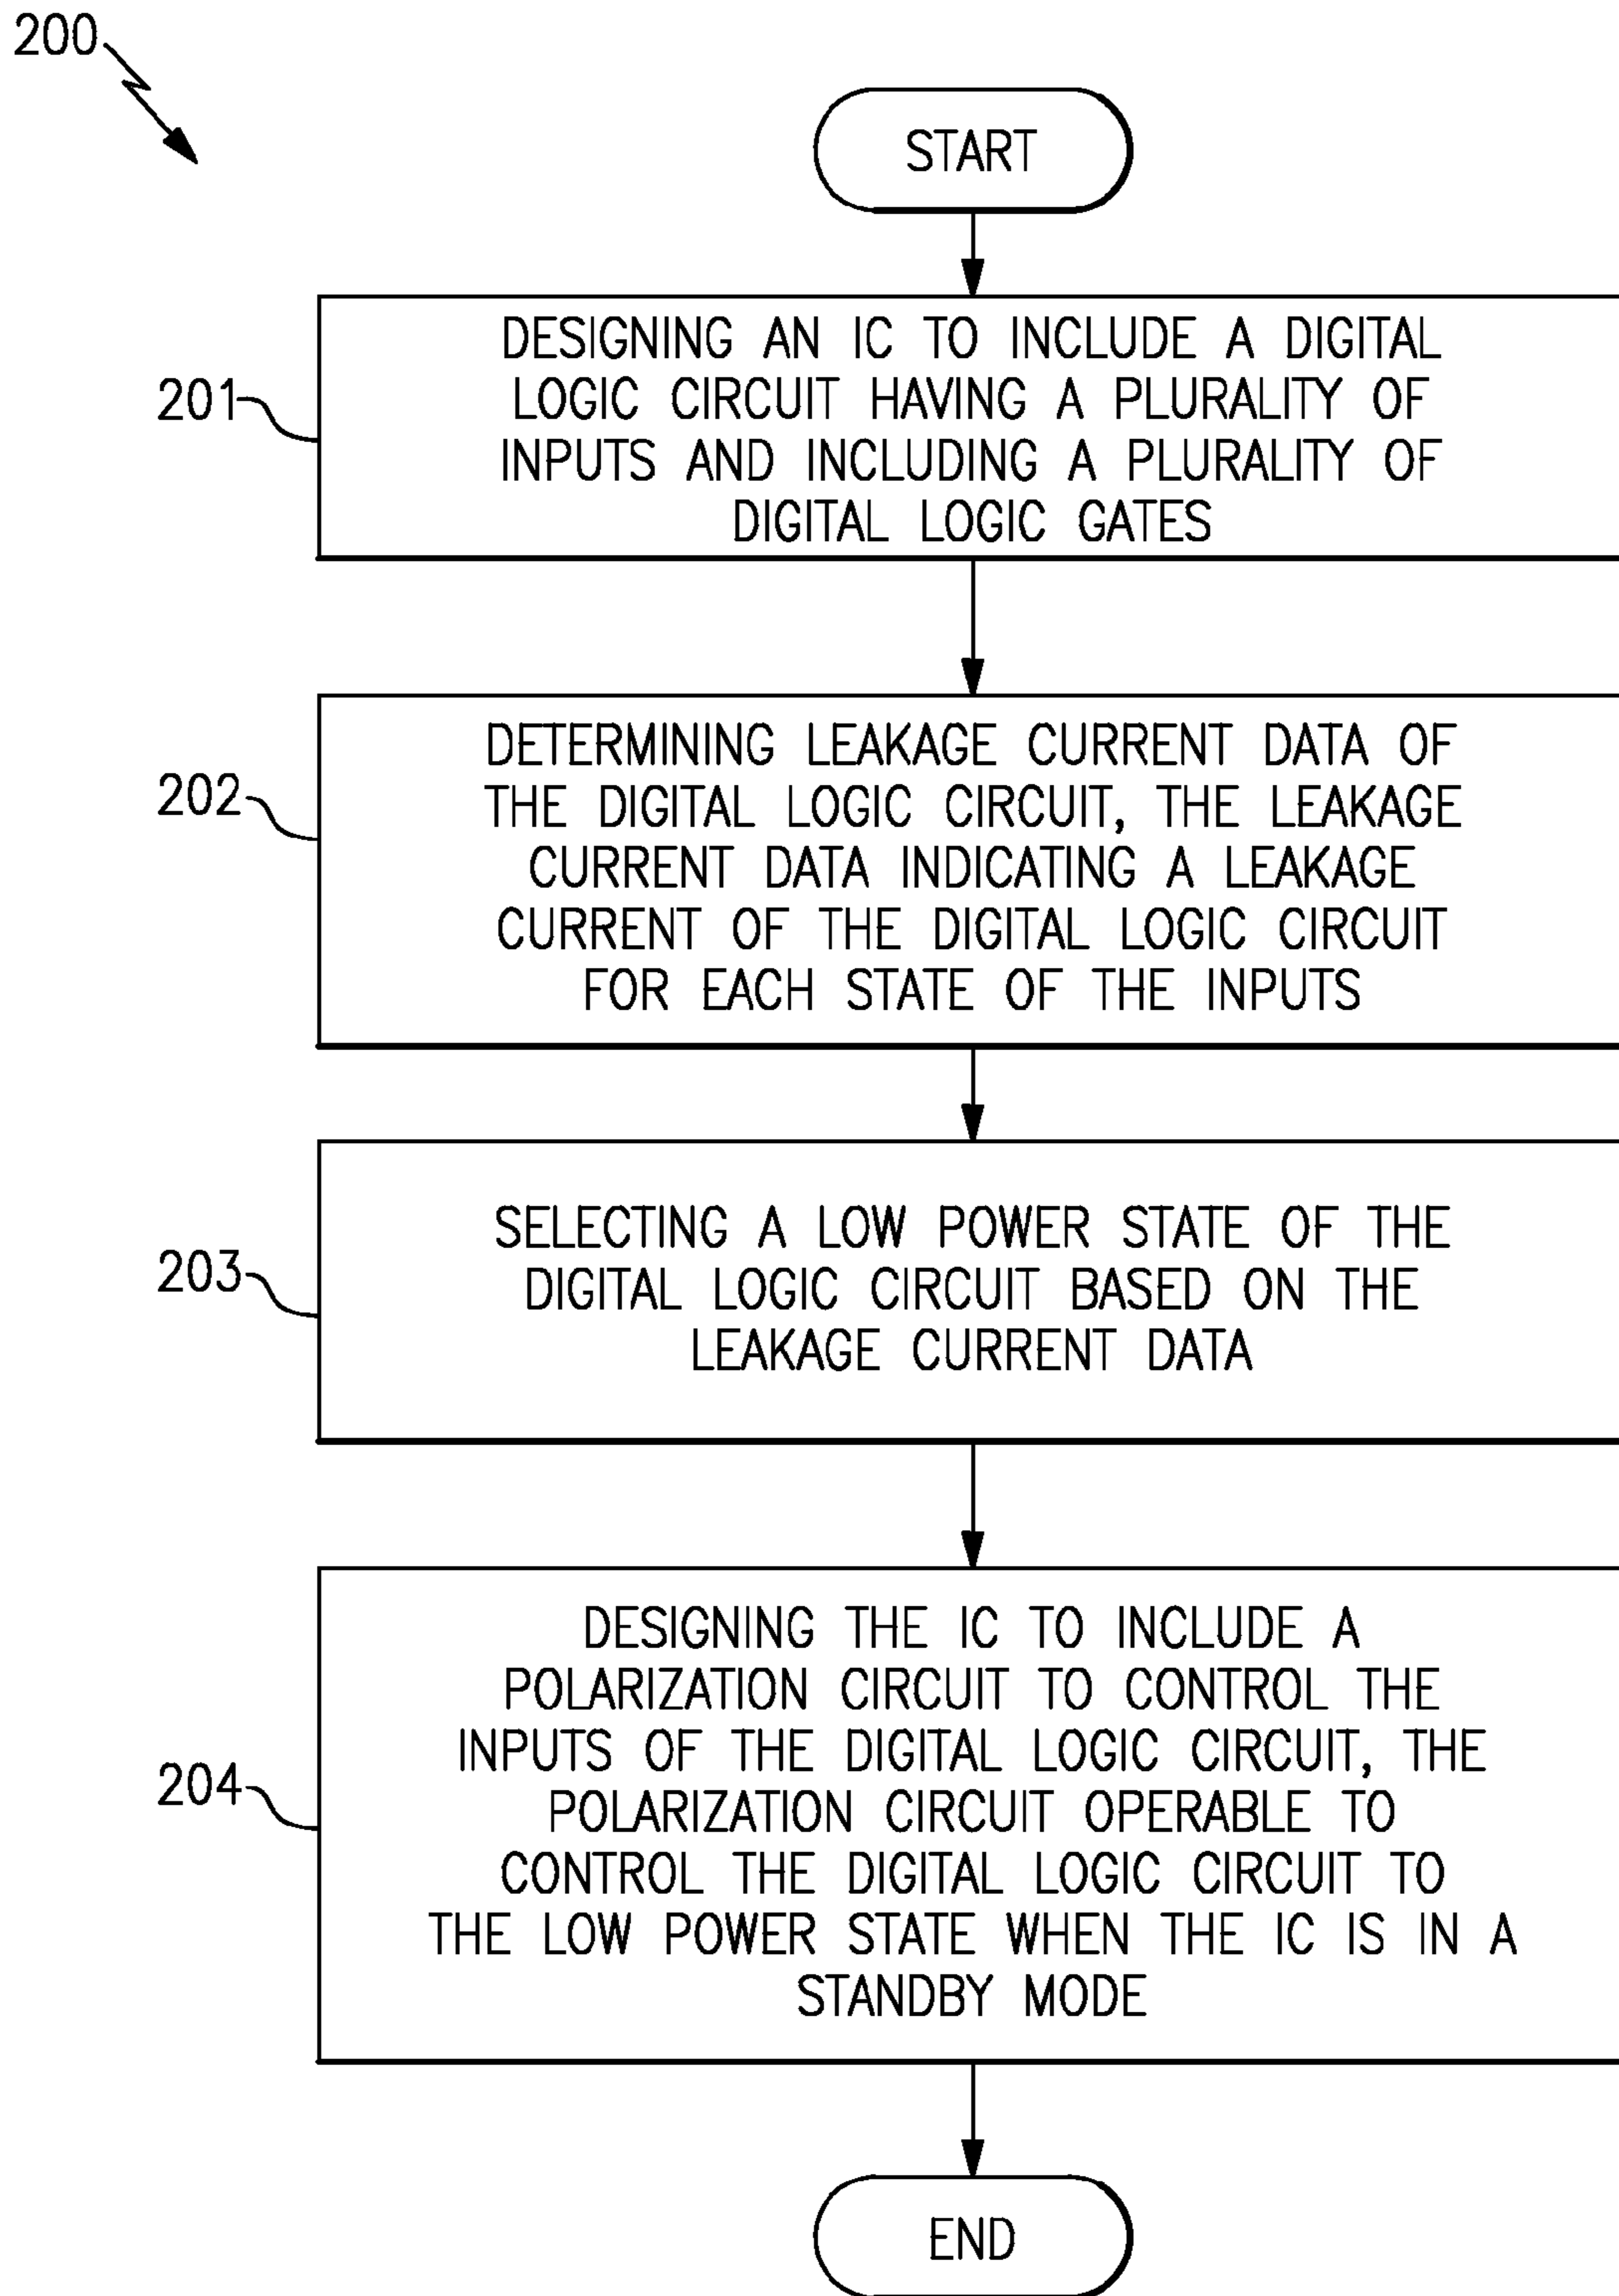 200
START
201
DESIGNING AN IC TO INCLUDE A DIGITAL
LOGIC CIRCUIT HAVING A PLURALITY OF
INPUTS AND INCLUDING A PLURALITY OF
DIGITAL LOGIC GATES
202
DETERMINING LEAKAGE CURRENT DATA OF
THE DIGITAL LOGIC CIRCUIT, THE LEAKAGE
CURRENT DATA INDICATING A LEAKAGE
CURRENT OF THE DIGITAL LOGIC CIRCUIT
FOR EACH STATE OF THE INPUTS
203
SELECTING A LOW POWER STATE OF THE
DIGITAL LOGIC CIRCUIT BASED ON THE
LEAKAGE CURRENT DATA
204
DESIGNING THE IC TO INCLUDE A
POLARIZATION CIRCUIT TO CONTROL THE
INPUTS OF THE DIGITAL LOGIC CIRCUIT, THE
POLARIZATION CIRCUIT OPERABLE TO
CONTROL THE DIGITAL LOGIC CIRCUIT TO
THE LOW POWER STATE WHEN THE IC IS IN A
STANDBY MODE
END